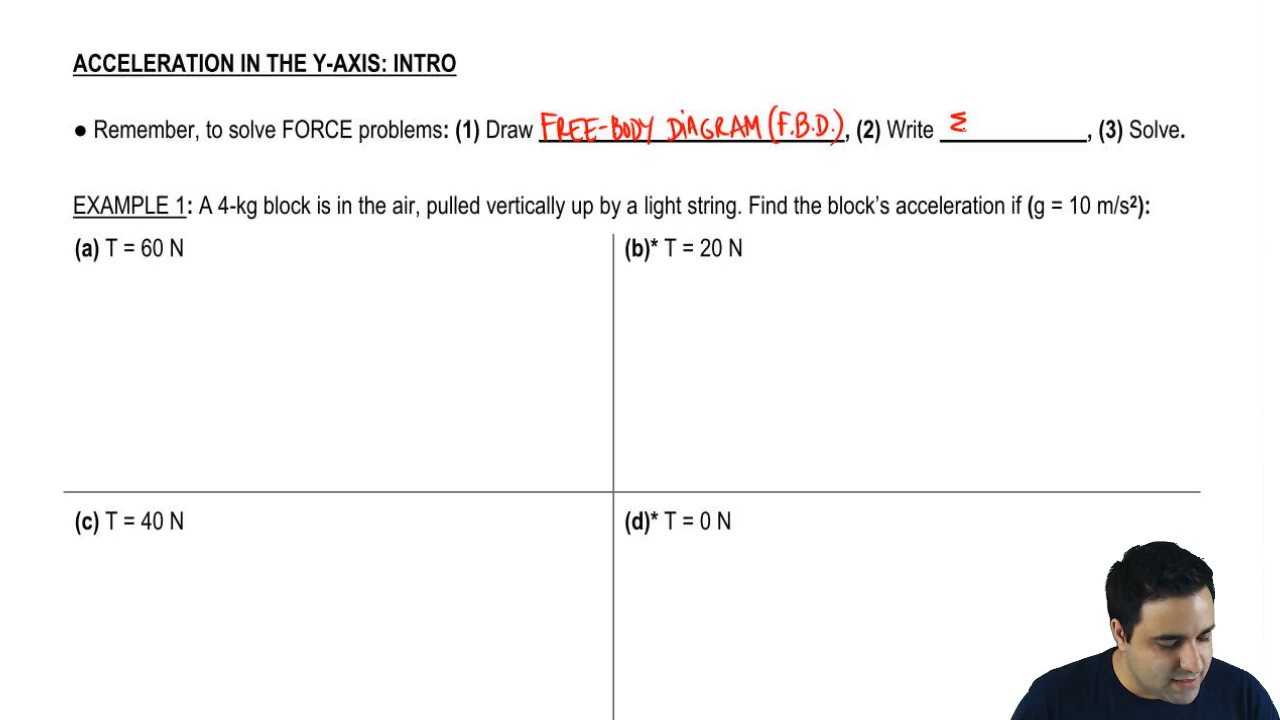 ACCELERATION IN THE Y-AXIS: INTRO
● Remember, to solve FORCE problems: (1) Draw FREE-BODY DIAGRAM (F.B.D.), (2) Write Σ, (3) Solve.
EXAMPLE 1: A 4-kg block is in the air, pulled vertically up by a light string. Find the block's acceleration if (g = 10 m/s²):
(a) T = 60 N
(b)* T = 20 N
(c) T = 40 N
(d)* T = 0 N